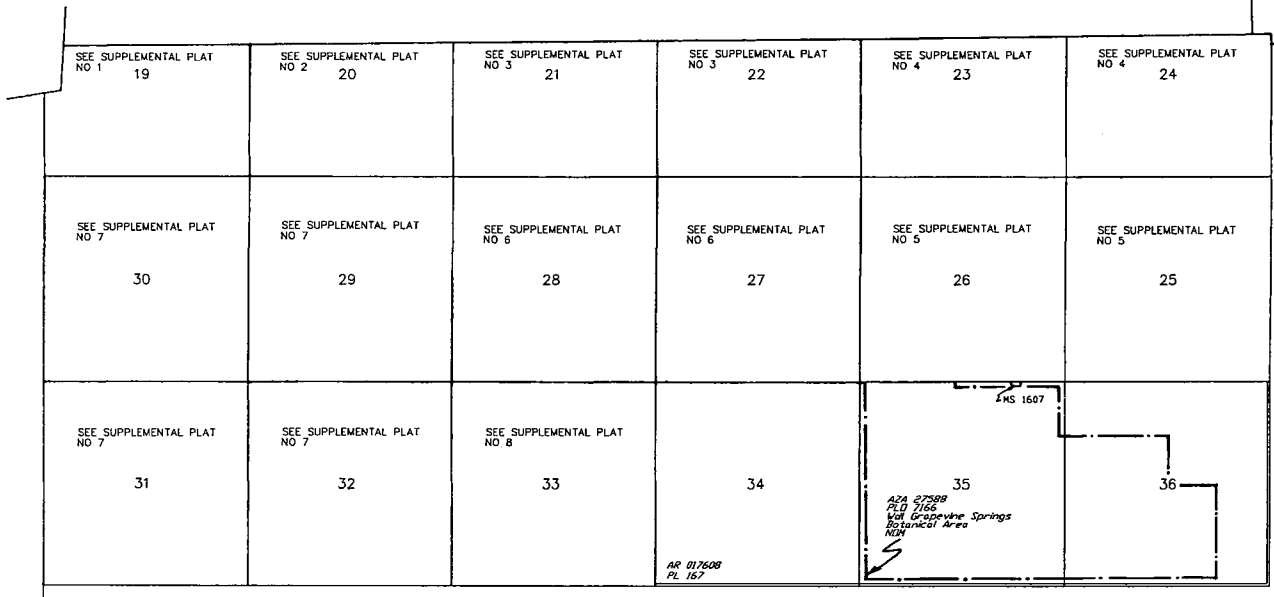 SEE SUPPLEMENTAL PLAT
NO 1
19
SEE SUPPLEMENTAL PLAT
NO 2
20
SEE SUPPLEMENTAL PLAT
NO 3
21
SEE SUPPLEMENTAL PLAT
NO 3
22
SEE SUPPLEMENTAL PLAT
NO 4
23
SEE SUPPLEMENTAL PLAT
NO 4
24
SEE SUPPLEMENTAL PLAT
NO 7
30
SEE SUPPLEMENTAL PLAT
NO 7
29
SEE SUPPLEMENTAL PLAT
NO 6
28
SEE SUPPLEMENTAL PLAT
NO 6
27
SEE SUPPLEMENTAL PLAT
NO 5
26
SEE SUPPLEMENTAL PLAT
NO 5
25
SEE SUPPLEMENTAL PLAT
NO 7
31
SEE SUPPLEMENTAL PLAT
NO 7
32
SEE SUPPLEMENTAL PLAT
NO 8
33
34
AR 017608
PL 167
MS 1607
35
AZA 27588
PLO 7166
Wdl Grapevine Springs
Botanical Area
NDM
36